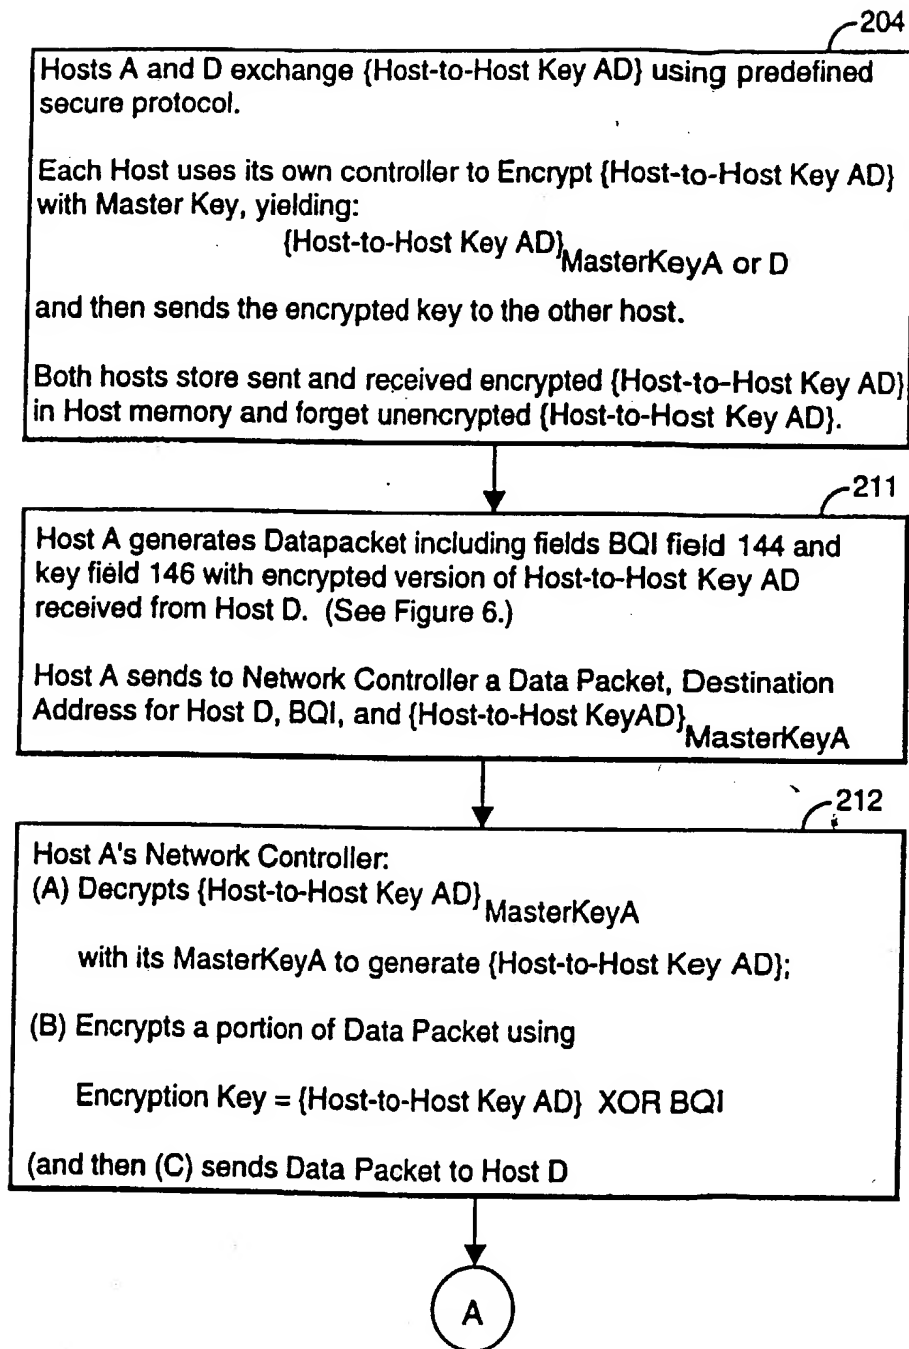 204
Hosts A and D exchange {Host-to-Host Key AD} using predefined
secure protocol.
Each Host uses its own controller to Encrypt {Host-to-Host Key AD}
with Master Key, yielding:
{Host-to-Host Key AD}MasterKeyA or D
and then sends the encrypted key to the other host.
Both hosts store sent and received encrypted {Host-to-Host Key AD}
in Host memory and forget unencrypted {Host-to-Host Key AD}.
211
Host A generates Datapacket including fields BQI field 144 and
key field 146 with encrypted version of Host-to-Host Key AD
received from Host D. (See Figure 6.)
Host A sends to Network Controller a Data Packet, Destination
Address for Host D, BQI, and {Host-to-Host KeyAD}MasterKeyA
212
Host A's Network Controller:
(A) Decrypts {Host-to-Host Key AD}MasterKeyA
with its MasterKeyA to generate {Host-to-Host Key AD};
(B) Encrypts a portion of Data Packet using
Encryption Key = {Host-to-Host Key AD} XOR BQI
(and then (C) sends Data Packet to Host D
A